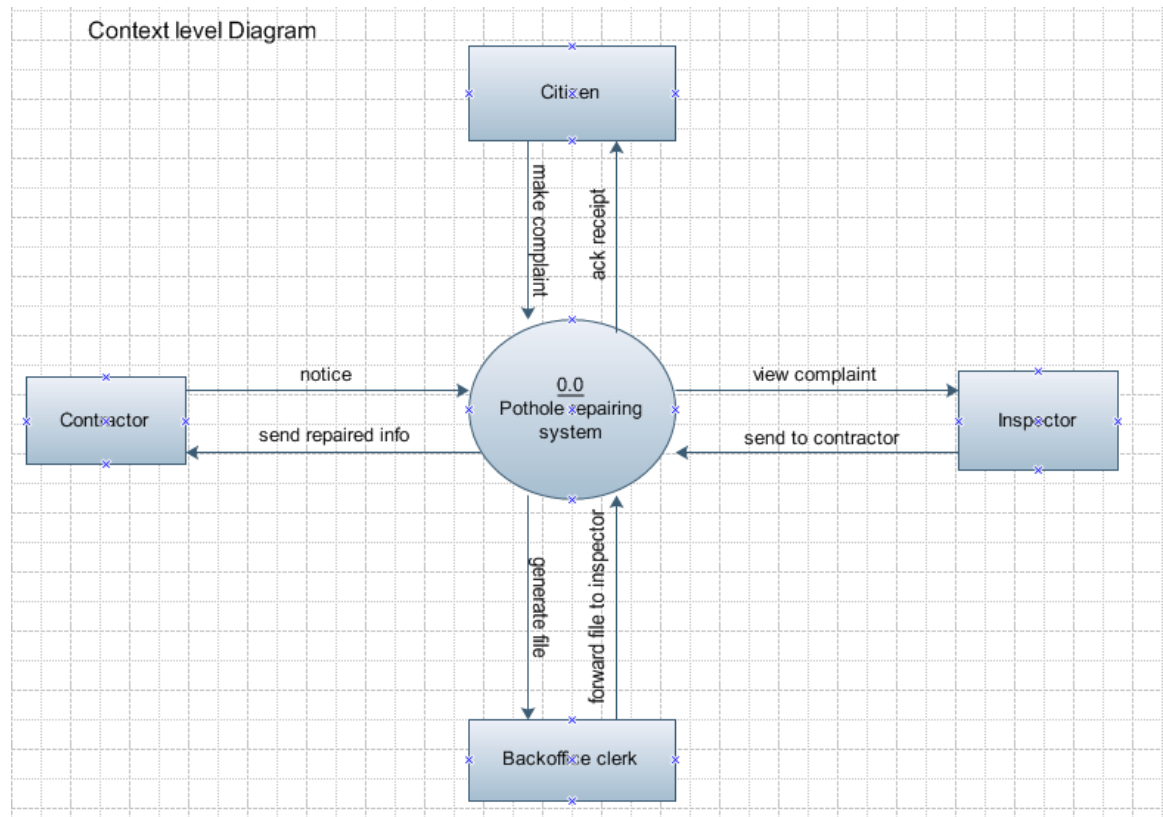 Context level Diagram
Citizen
make complaint
ack receipt
notice
view complaint
0.0
Pothole repairing
system
Contractor
Inspector
send repaired info
send to contractor
generate file
forward file to inspector
Backoffice clerk